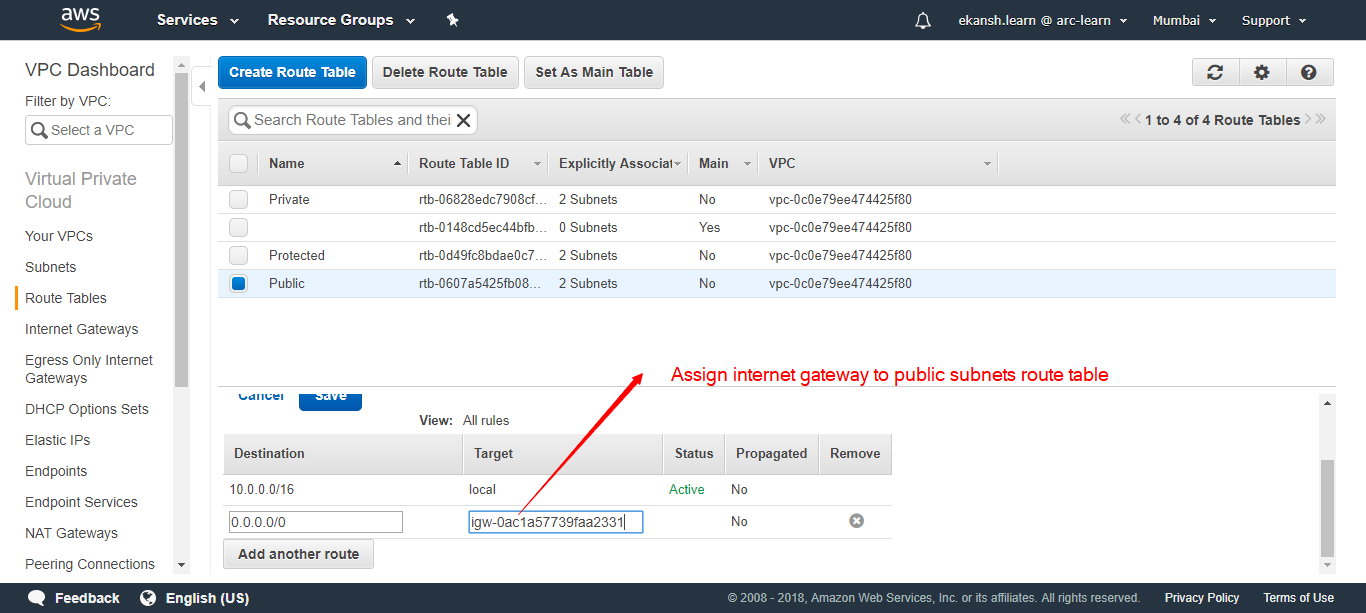 aws Services Resource Groups ekansh.learn @ arc-learn Mumbai Support
VPC Dashboard
Filter by VPC:
Select a VPC
Virtual Private
Cloud
Your VPCs
Subnets
Route Tables
Internet Gateways
Egress Only Internet
Gateways
DHCP Options Sets
Elastic IPs
Endpoints
Endpoint Services
NAT Gateways
Peering Connections
Create Route Table Delete Route Table Set As Main Table
Search Route Tables and thei 1 to 4 of 4 Route Tables
Name Route Table ID Explicitly Associat Main VPC
Private rtb-06828edc7908cf... 2 Subnets No vpc-0c0e79ee474425f80
rtb-0148cd5ec44bfb... 0 Subnets Yes vpc-0c0e79ee474425f80
Protected rtb-0d49fc8bdae0c7... 2 Subnets No vpc-0c0e79ee474425f80
Public rtb-0607a5425fb08... 2 Subnets No vpc-0c0e79ee474425f80
Assign internet gateway to public subnets route table
Cancel Save
View: All rules
Destination Target Status Propagated Remove
10.0.0.0/16 local Active No
0.0.0.0/0 igw-0ac1a57739faa2331 No
Add another route
Feedback English (US) © 2008 - 2018, Amazon Web Services, Inc. or its affiliates. All rights reserved. Privacy Policy Terms of Use